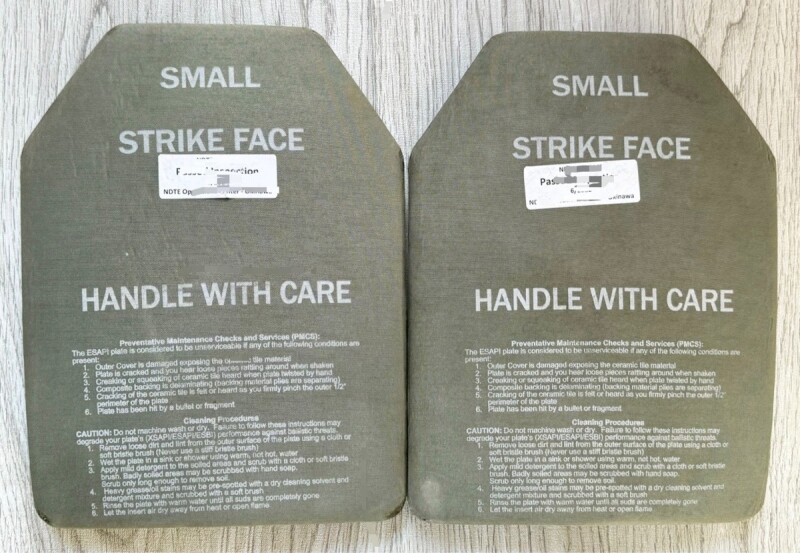 SMALL
STRIKE FACE
Inspection
NDTE
HANDLE WITH CARE
Preventative Maintenance Checks and Services (PMCS):
The ESAPI plate is considered to be unserviceable if any of the following conditions are
present:
1. Outer Cover is damaged exposing the tile material
2. Plate is cracked and you hear loose pieces rattling around when shaken
3. Creaking or squeaking of ceramic tile heard when plate twisted by hand
4. Composite backing is delaminating (backing material plies are separating)
5. Cracking of the ceramic tile is felt or heard as you firmly pinch the outer 1/2"
perimeter of the plate
6. Plate has been hit by a bullet or fragment
Cleaning Procedures
CAUTION: Do not machine wash or dry. Failure to follow these instructions may
degrade your plate's (XSAPI/ESAPI/ESBI) performance against ballistic threats.
1. Remove loose dirt and lint from the outer surface of the plate using a cloth or
soft bristle brush (Never use a stiff bristle brush)
2. Wet the plate in a sink or shower using warm, not hot, water
3. Apply mild detergent to the soiled areas and scrub with a cloth or soft bristle
brush. Badly soiled areas may be scrubbed with hand soap.
Scrub only long enough to remove soil.
4. Heavy grease/oil stains may be pre-spotted with a dry cleaning solvent and
detergent mixture and scrubbed with a soft brush
5. Rinse the plate with warm water until all suds are completely gone
6. Let the insert air dry away from heat or open flame
SMALL
STRIKE FACE
HANDLE WITH CARE
Preventative Maintenance Checks and Services (PMCS):
The ESAPI plate is considered to be unserviceable if any of the following conditions are
present:
1. Outer Cover is damaged exposing the ceramic tile material
2. Plate is cracked and you hear loose pieces rattling around when shaken
3. Creaking or squeaking of ceramic tile heard when plate twisted by hand
4. Composite backing is delaminating (backing material plies are separating)
5. Cracking of the ceramic tile is felt or heard as you firmly pinch the outer 1/2"
perimeter of the plate
6. Plate has been hit by a bullet or fragment
Cleaning Procedures
CAUTION: Do not machine wash or dry. Failure to follow these instructions may
degrade your plate's (XSAPI/ESAPI/ESBI) performance against ballistic threats.
1. Remove loose dirt and lint from the outer surface of the plate using a cloth or
soft bristle brush (Never use a stiff bristle brush)
2. Wet the plate in a sink or shower using warm, not hot, water
3. Apply mild detergent to the soiled areas and scrub with a cloth or soft bristle
brush. Badly soiled areas may be scrubbed with hand soap.
Scrub only long enough to remove soil.
4. Heavy grease/oil stains may be pre-spotted with a dry cleaning solvent and
detergent mixture and scrubbed with a soft brush
5. Rinse the plate with warm water until all suds are completely gone
6. Let the insert air dry away from heat or open flame